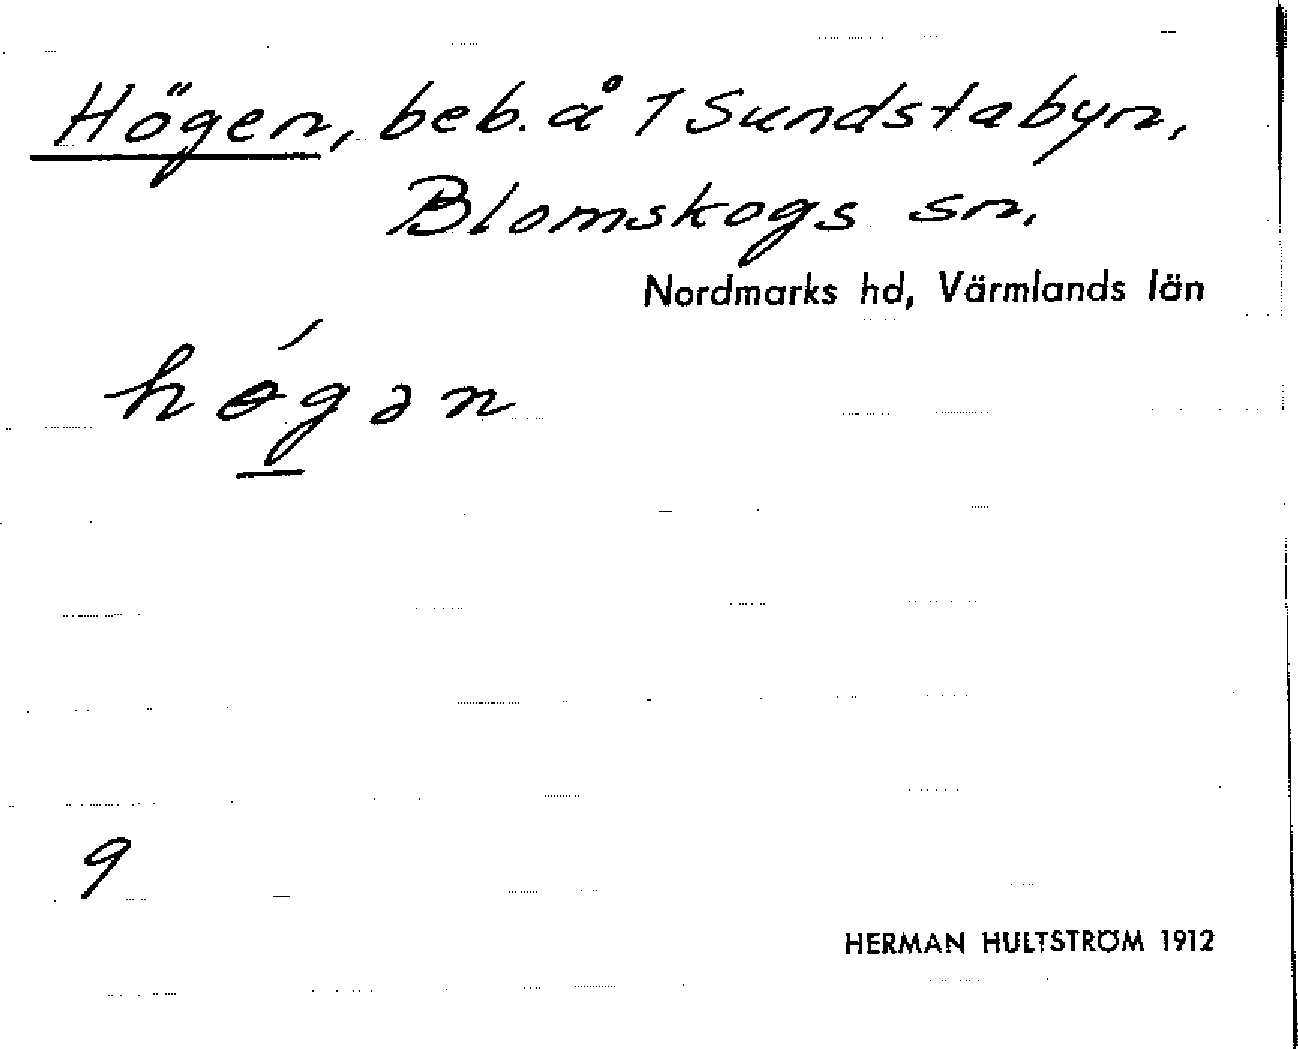 Högen, beb. å 1 Sundstabyn,
Blomskogs sn.
Nordmarks hd, Värmlands län
hǿgən
9
HERMAN HULTSTRÖM 1912